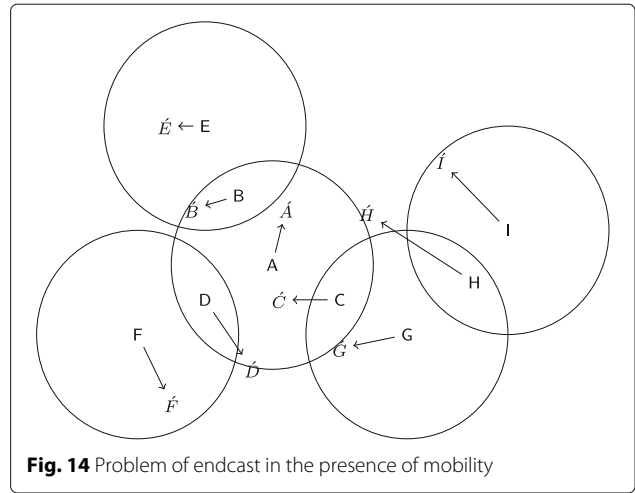 É E
Í
B́ B
Á
H́
I
A
H
D Ć C
F G
Ǵ
D́
F́
Fig. 14 Problem of endcast in the presence of mobility